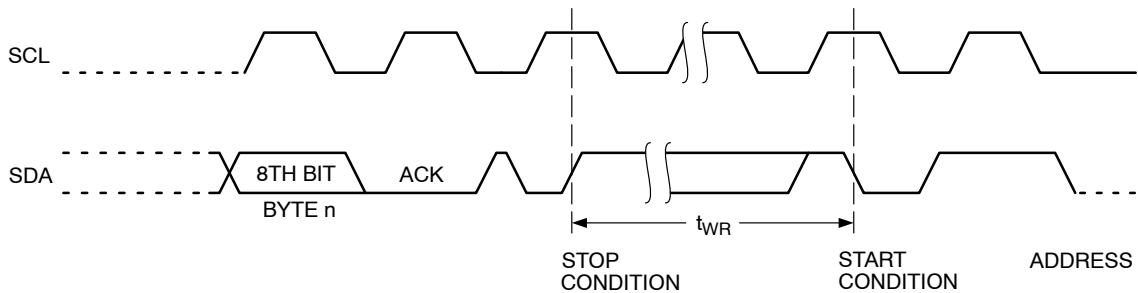 SCL
SDA
8TH BIT
ACK
BYTE n
tWR
STOP
CONDITION
START
CONDITION
ADDRESS